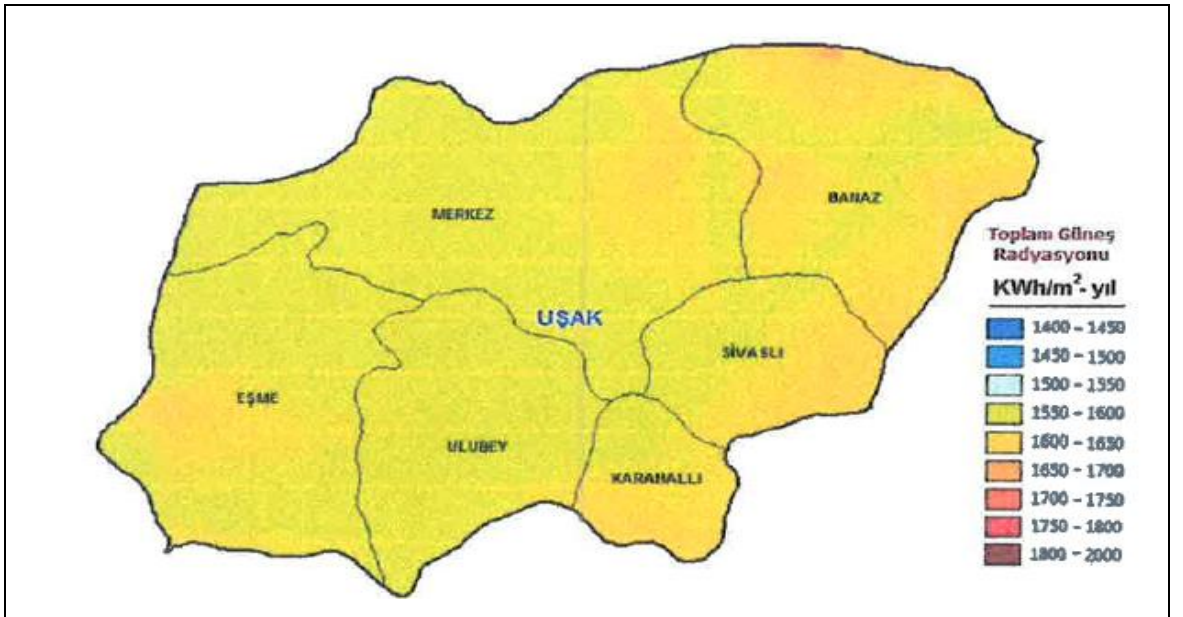 BANAZ
MERKEZ
UŞAK
SİVASLI
EŞME
ULUBEY
KARAHALLI
Toplam Güneş
Radyasyonu
KWh/m²- yıl
1400 - 1450
1450 - 1500
1500 - 1550
1550 - 1600
1600 - 1650
1650 - 1700
1700 - 1750
1750 - 1800
1800 - 2000